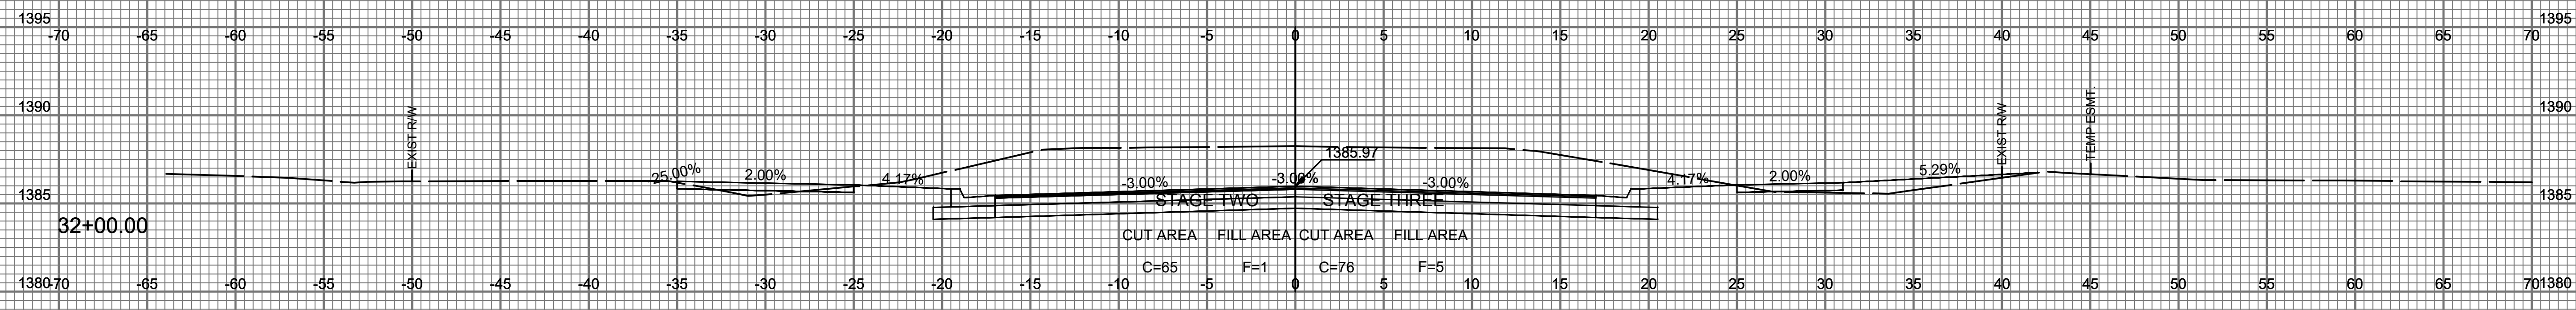 1395 1395
-70 -65 -60 -55 -50 -45 -40 -35 -30 -25 -20 -15 -10 -5 0 5 10 15 20 25 30 35 40 45 50 55 60 65 70
1390 1390
EXIST R/W EXIST R/W TEMP ESMT.
1385.97
25.00% 2.00% 4.17% -3.00% -3.00% -3.00% 4.17% 2.00% 5.29%
1385 STAGE TWO STAGE THREE 1385
32+00.00
CUT AREA FILL AREA CUT AREA FILL AREA
C=65 F=1 C=76 F=5
1380 -70 -65 -60 -55 -50 -45 -40 -35 -30 -25 -20 -15 -10 -5 0 5 10 15 20 25 30 35 40 45 50 55 60 65 70 1380